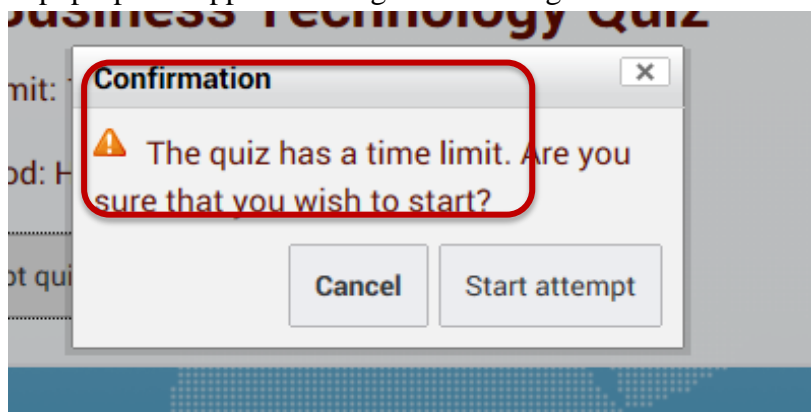 Business Technology Quiz
Confirmation
The quiz has a time limit. Are you
sure that you wish to start?
Cancel
Start attempt